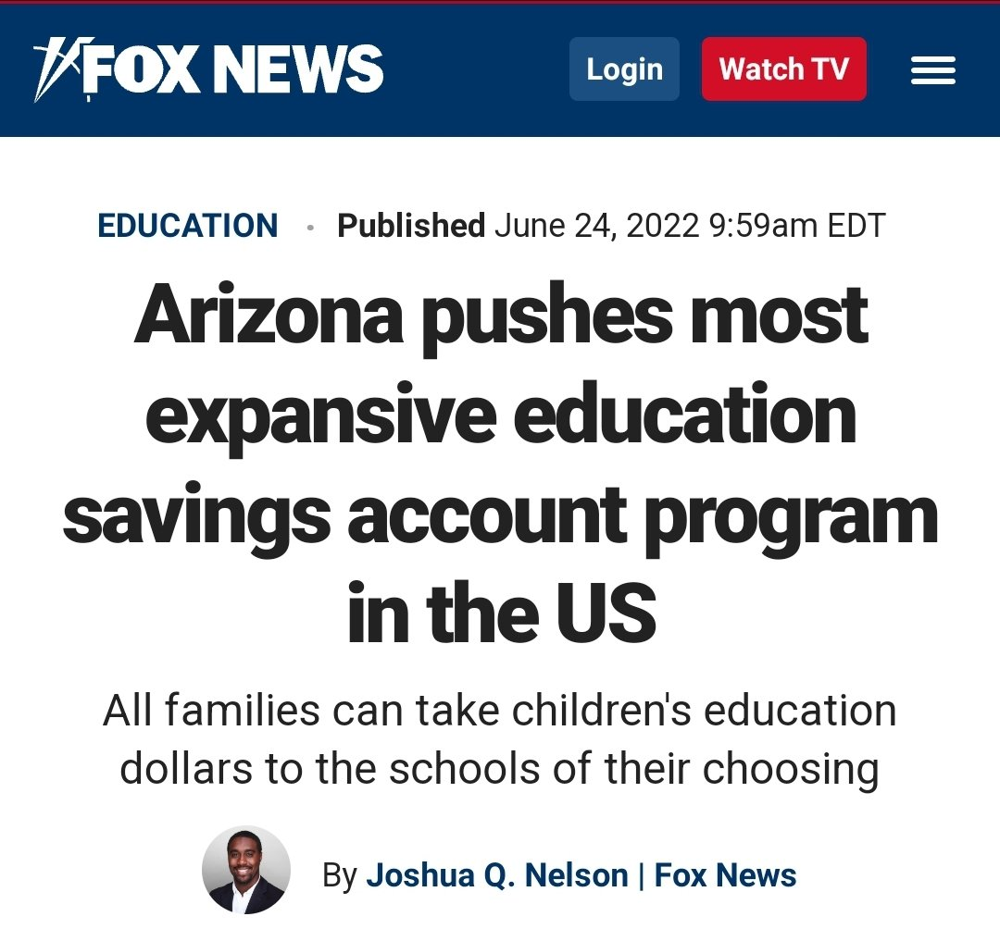 FOX NEWS
Login
Watch TV
EDUCATION · Published June 24, 2022 9:59am EDT
Arizona pushes most
expansive education
savings account program
in the US
All families can take children's education
dollars to the schools of their choosing
By Joshua Q. Nelson | Fox News